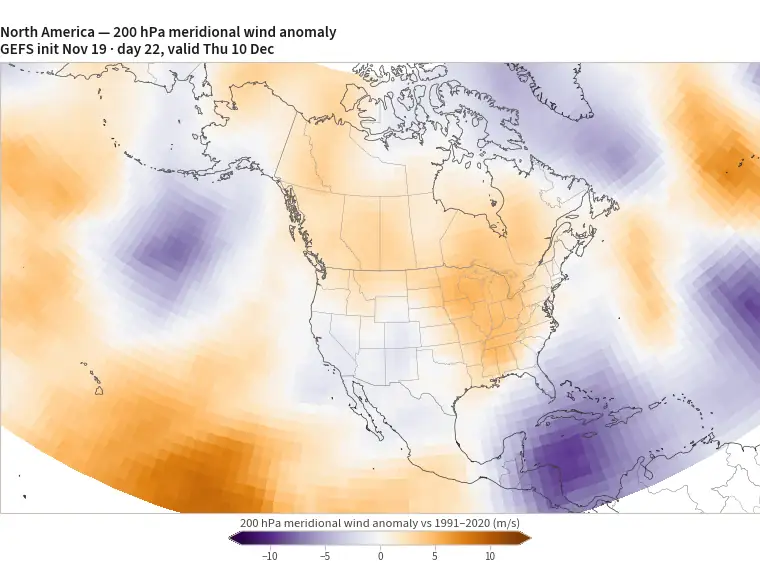 North America — 200 hPa meridional wind anomaly
GEFS init Nov 19 · day 22, valid Thu 10 Dec
200 hPa meridional wind anomaly vs 1991–2020 (m/s)
−10 −5 0 5 10